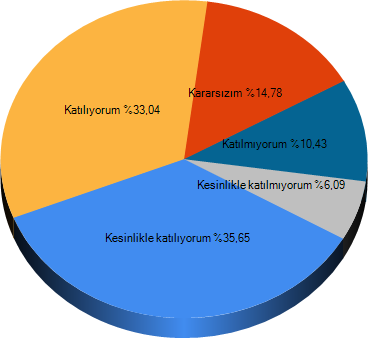 Kararsızım %14,78
Katılıyorum %33,04
Katılmıyorum %10,43
Kesinlikle katılmıyorum %6,09
Kesinlikle katılıyorum %35,65